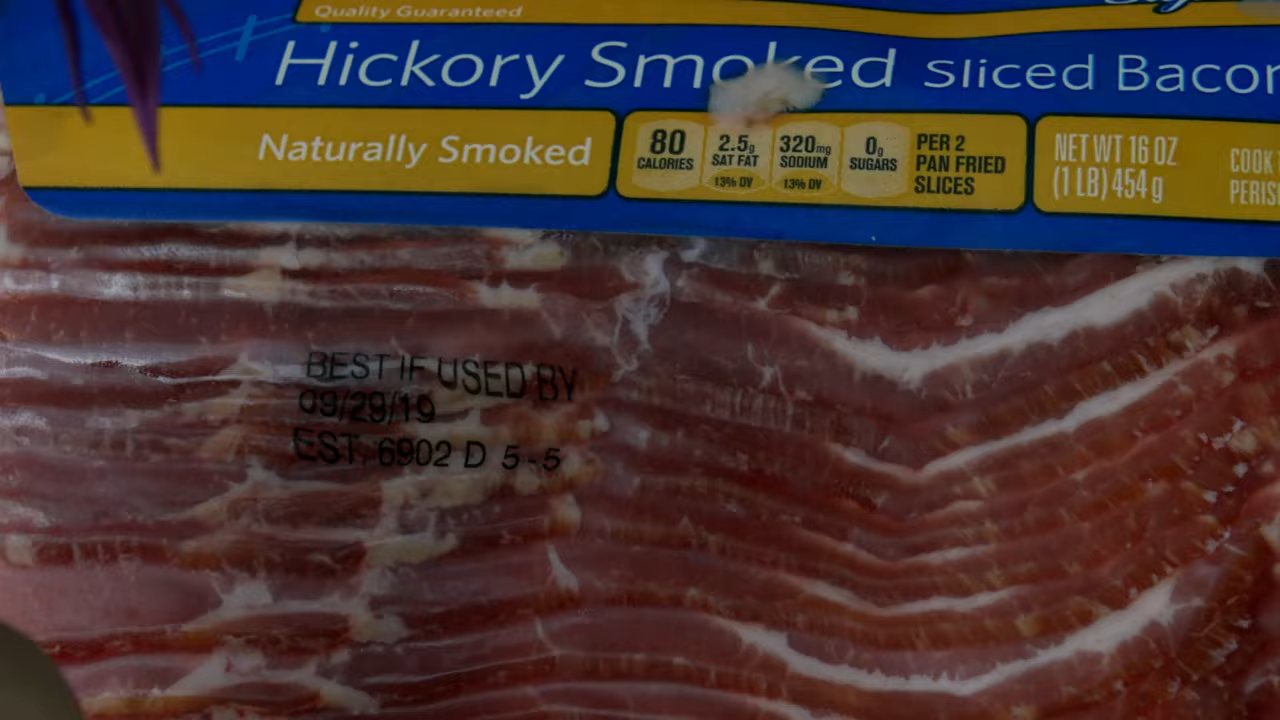 Quality Guaranteed
Hickory Smoked Sliced Bacon
Naturally Smoked
80 CALORIES
2.5g SAT FAT 13% DV
320mg SODIUM 13% DV
0g SUGARS
PER 2
PAN FRIED
SLICES
NET WT 16 OZ
(1 LB) 454 g
COOK
BEST IF USED BY
09/29/19
EST. 6902 D 5-5